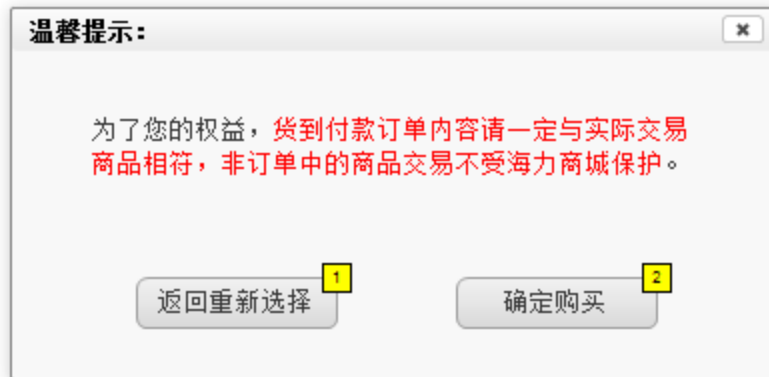 温馨提示：
为了您的权益，货到付款订单内容请一定与实际交易
商品相符，非订单中的商品交易不受海力商城保护。
1
2
返回重新选择
确定购买